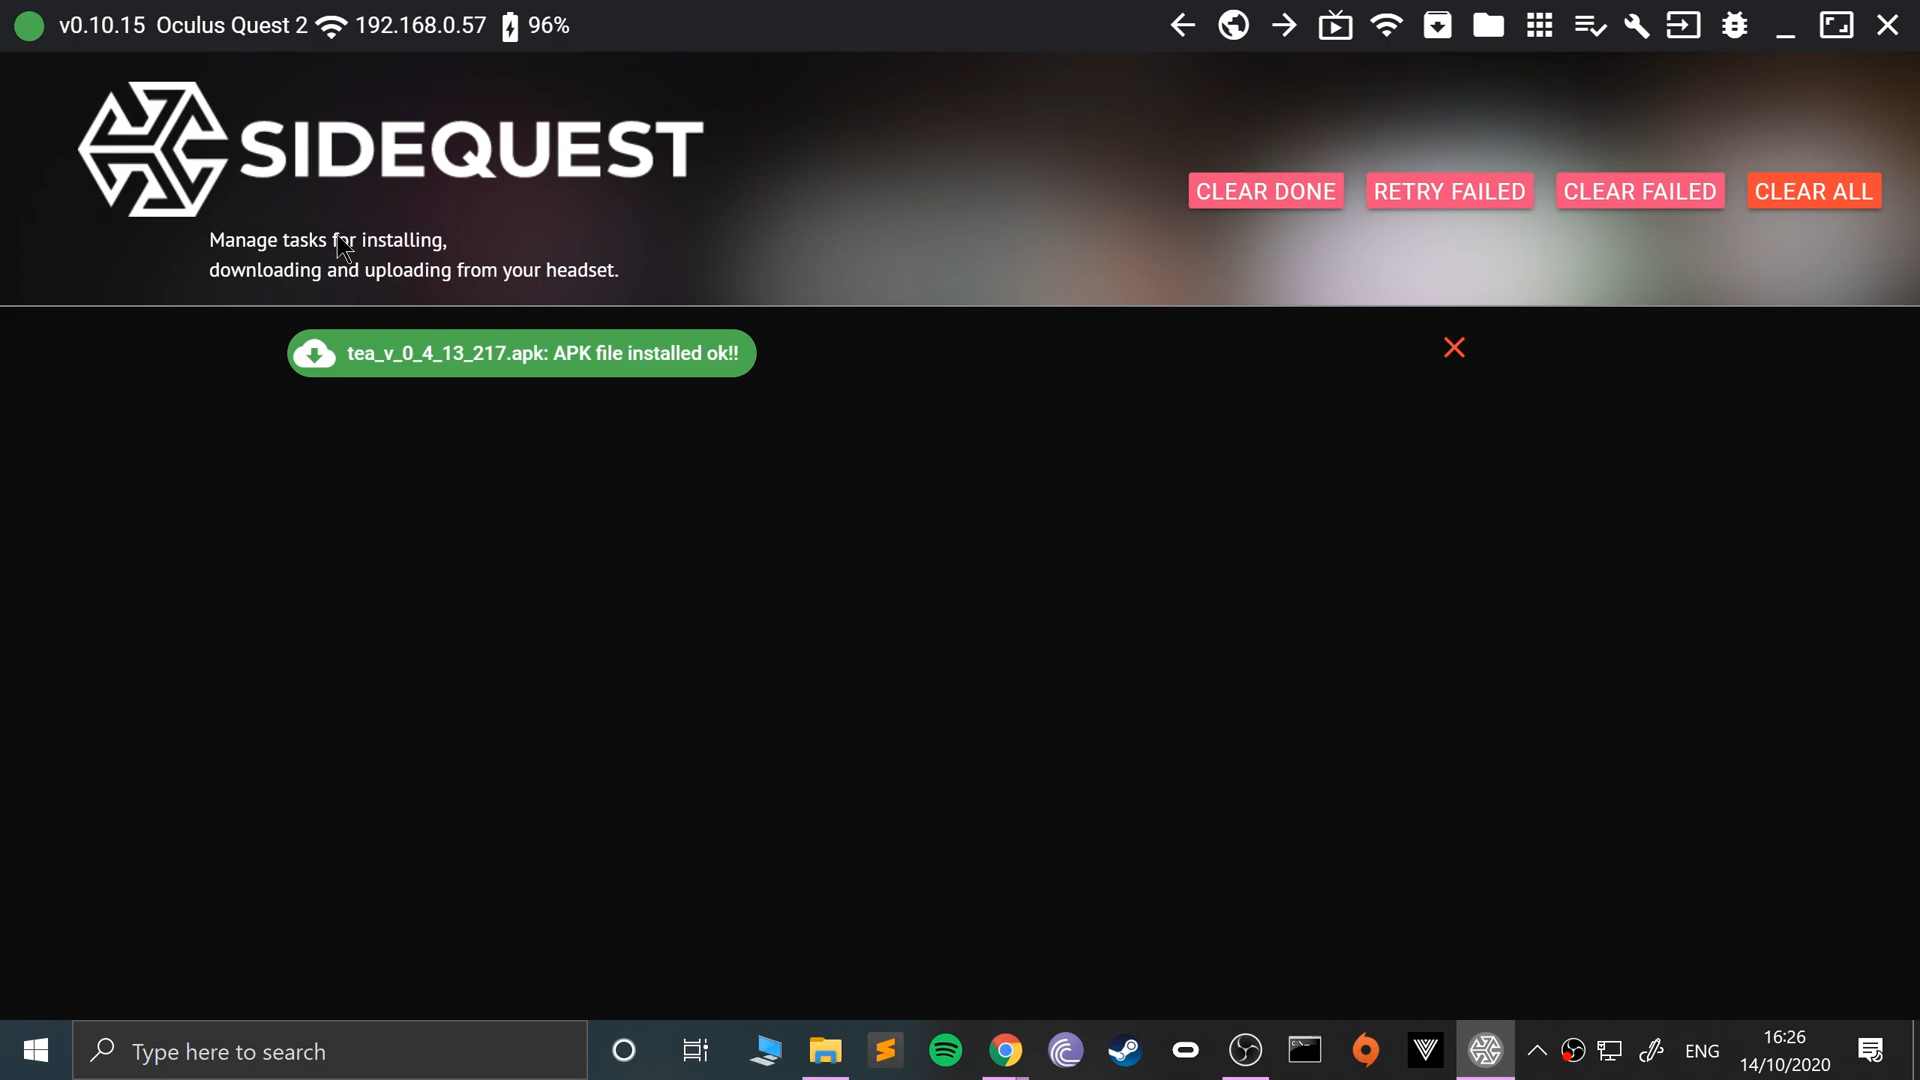 v0.10.15 Oculus Quest 2 192.168.0.57 96%
SIDEQUEST
Manage tasks for installing,
downloading and uploading from your headset.
CLEAR DONE
RETRY FAILED
CLEAR FAILED
CLEAR ALL
tea_v_0_4_13_217.apk: APK file installed ok!!
Type here to search
ENG
16:26
14/10/2020